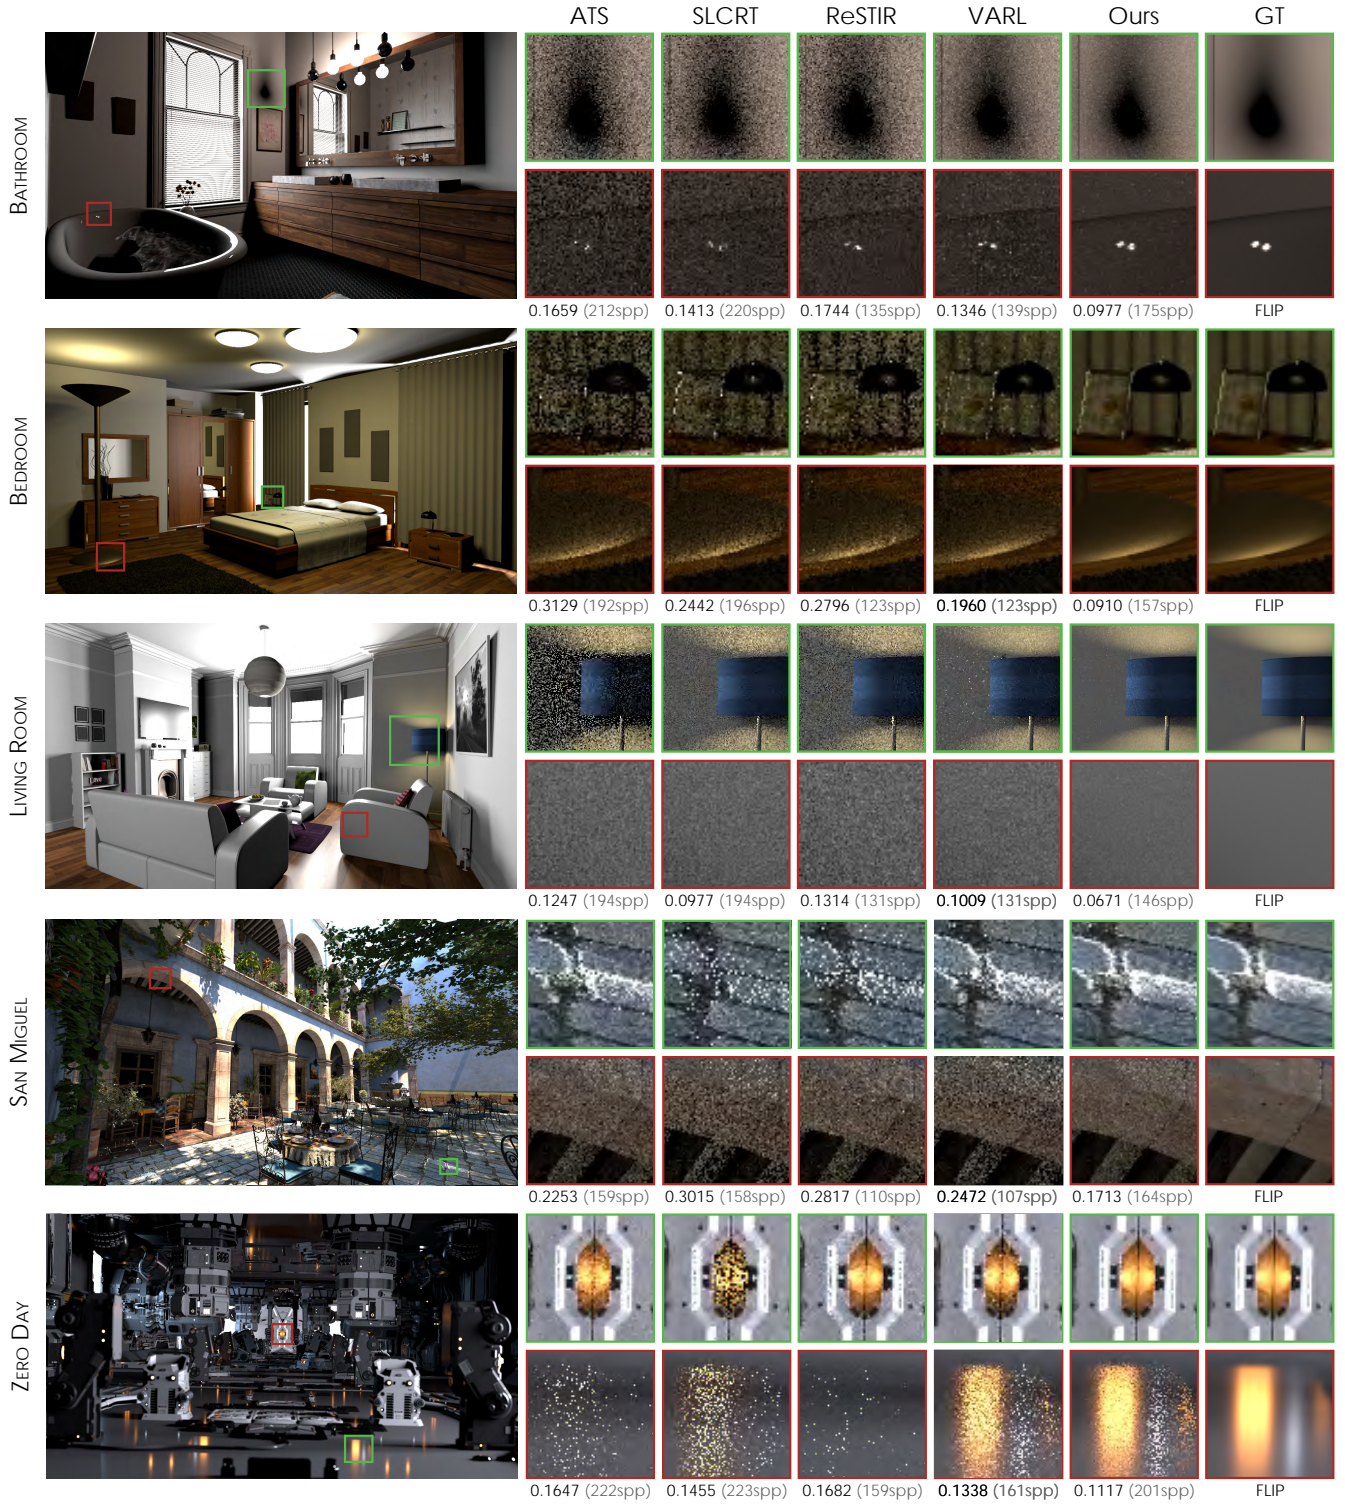 ATS SLCRT ReSTIR VARL Ours GT
BATHROOM
0.1659 (212spp) 0.1413 (220spp) 0.1744 (135spp) 0.1346 (139spp) 0.0977 (175spp) FLIP
BEDROOM
0.3129 (192spp) 0.2442 (196spp) 0.2796 (123spp) 0.1960 (123spp) 0.0910 (157spp) FLIP
LIVING ROOM
0.1247 (194spp) 0.0977 (194spp) 0.1314 (131spp) 0.1009 (131spp) 0.0671 (146spp) FLIP
SAN MIGUEL
0.2253 (159spp) 0.3015 (158spp) 0.2817 (110spp) 0.2472 (107spp) 0.1713 (164spp) FLIP
ZERO DAY
0.1647 (222spp) 0.1455 (223spp) 0.1682 (159spp) 0.1338 (161spp) 0.1117 (201spp) FLIP